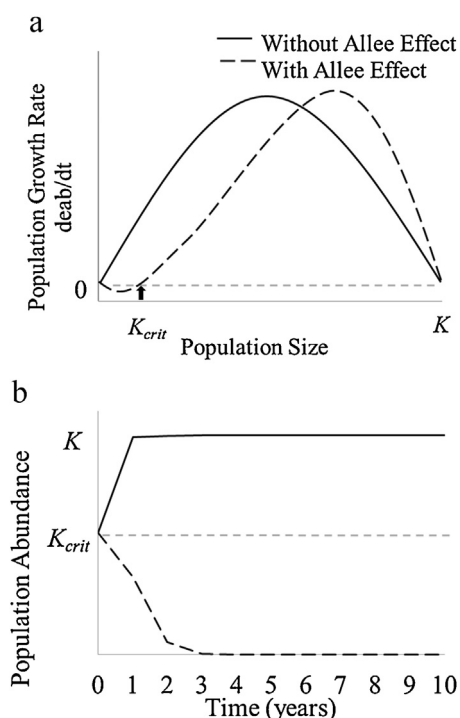 a
Without Allee Effect
With Allee Effect
Population Growth Rate
deab/dt
0
Kcrit
K
Population Size
b
K
Kcrit
Population Abundance
0 1 2 3 4 5 6 7 8 9 10
Time (years)